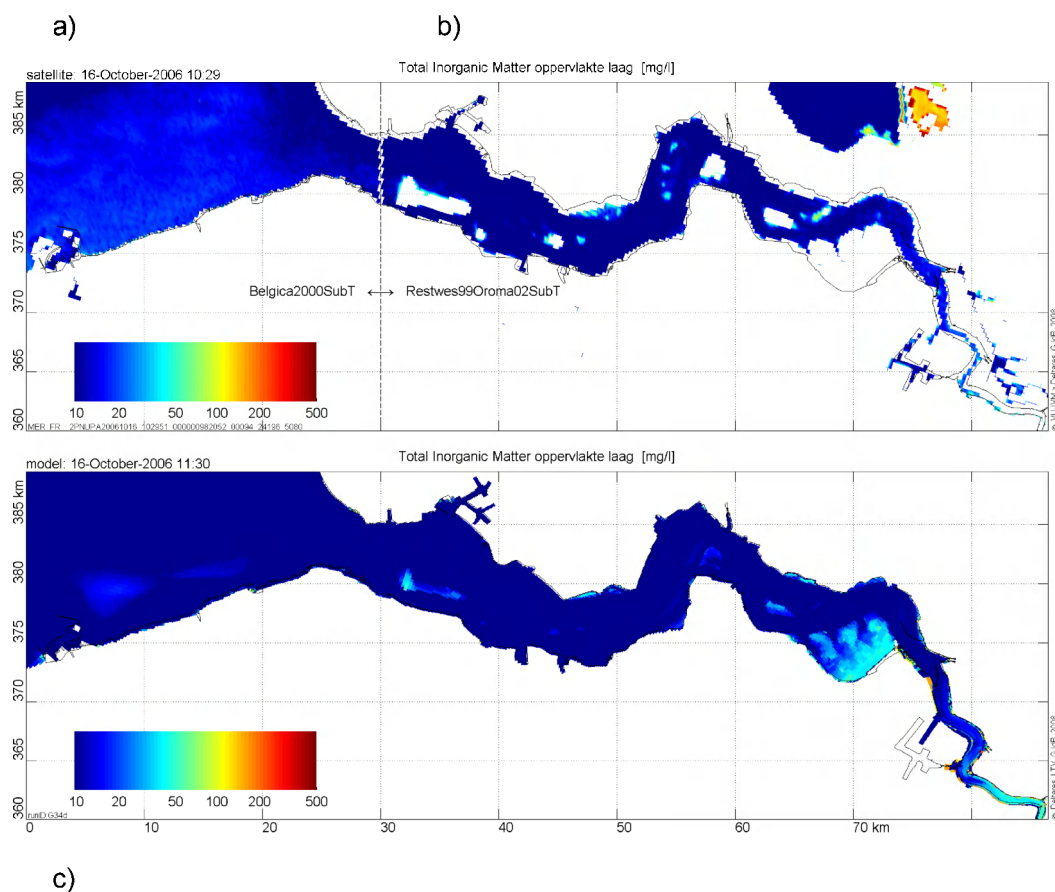 a)
b)
satellite: 16-October-2006 10:29
Total Inorganic Matter oppervlakte laag [mg/l]
385 km
380
375
370
365
360
Belgica2000SubT ↔ Restwes99Oroma02SubT
10 20 50 100 200 500
MER_FR__2PNUPA20061016_102951_000000982052_00094_24196_5080
model: 16-October-2006 11:30
Total Inorganic Matter oppervlakte laag [mg/l]
385 km
380
375
370
365
360
10 20 50 100 200 500
runID:G34d
0 10 20 30 40 50 60 70 km
c)